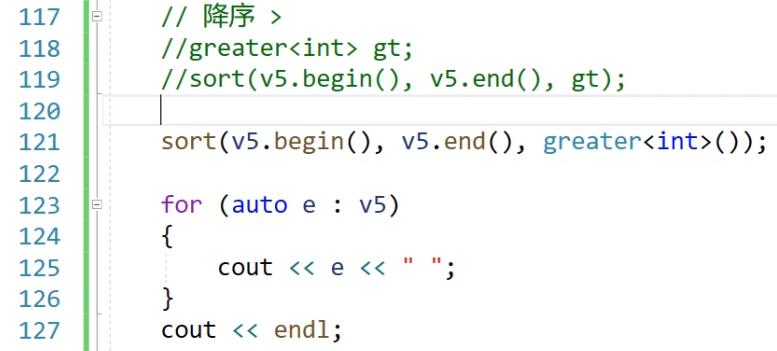 117 // 降序 >
118 //greater<int> gt;
119 //sort(v5.begin(), v5.end(), gt);
120
121 sort(v5.begin(), v5.end(), greater<int>());
122
123 for (auto e : v5)
124 {
125 cout << e << " ";
126 }
127 cout << endl;